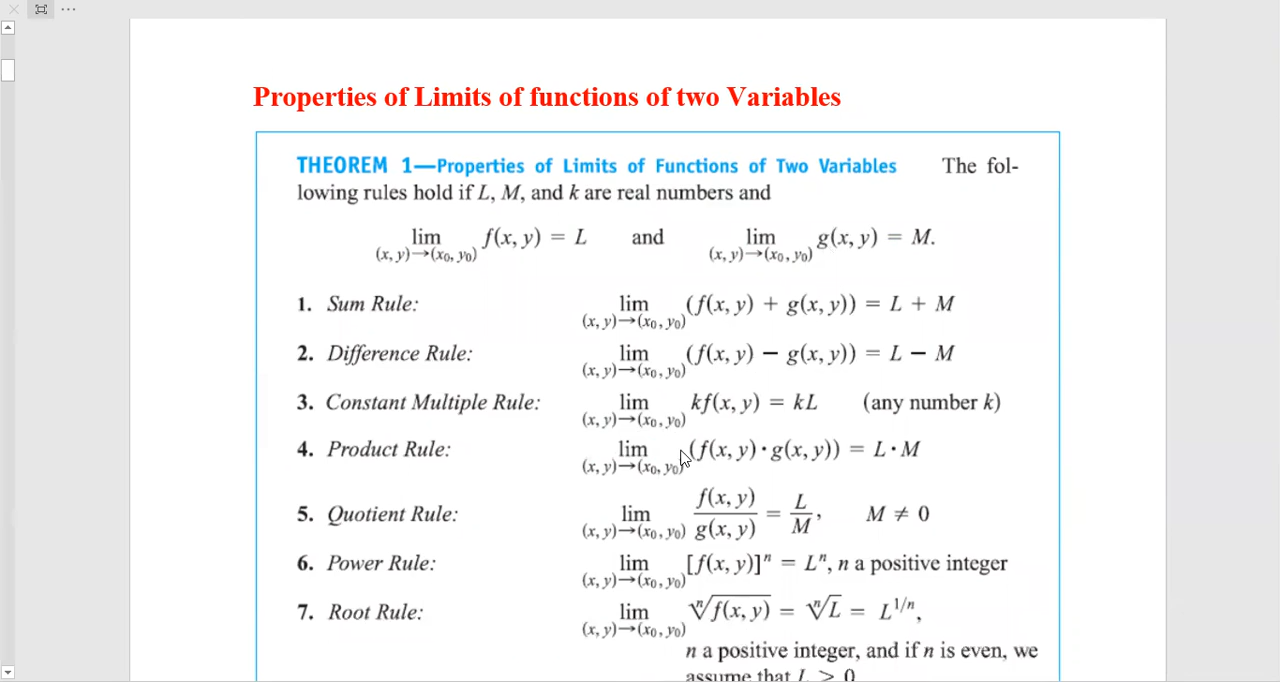 Properties of Limits of functions of two Variables
THEOREM 1—Properties of Limits of Functions of Two Variables The fol-
lowing rules hold if L, M, and k are real numbers and
lim f(x, y) = L and lim g(x, y) = M.
(x, y)→(x₀, y₀) (x, y)→(x₀, y₀)
1. Sum Rule: lim (f(x, y) + g(x, y)) = L + M
(x, y)→(x₀, y₀)
2. Difference Rule: lim (f(x, y) − g(x, y)) = L − M
(x, y)→(x₀, y₀)
3. Constant Multiple Rule: lim kf(x, y) = kL (any number k)
(x, y)→(x₀, y₀)
4. Product Rule: lim (f(x, y) · g(x, y)) = L · M
(x, y)→(x₀, y₀)
5. Quotient Rule: lim f(x, y)/g(x, y) = L/M, M ≠ 0
(x, y)→(x₀, y₀)
6. Power Rule: lim [f(x, y)]ⁿ = Lⁿ, n a positive integer
(x, y)→(x₀, y₀)
7. Root Rule: lim ⁿ√f(x, y) = ⁿ√L = L^{1/n},
(x, y)→(x₀, y₀)
n a positive integer, and if n is even, we
assume that L > 0